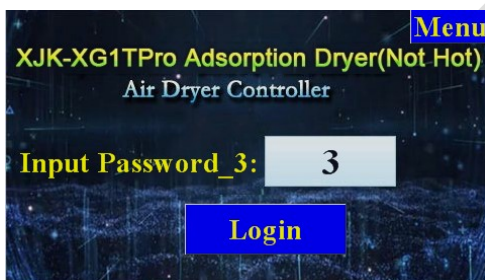 Menu
XJK-XG1TPro Adsorption Dryer(Not Hot)
Air Dryer Controller
Input Password_3: 3
Login